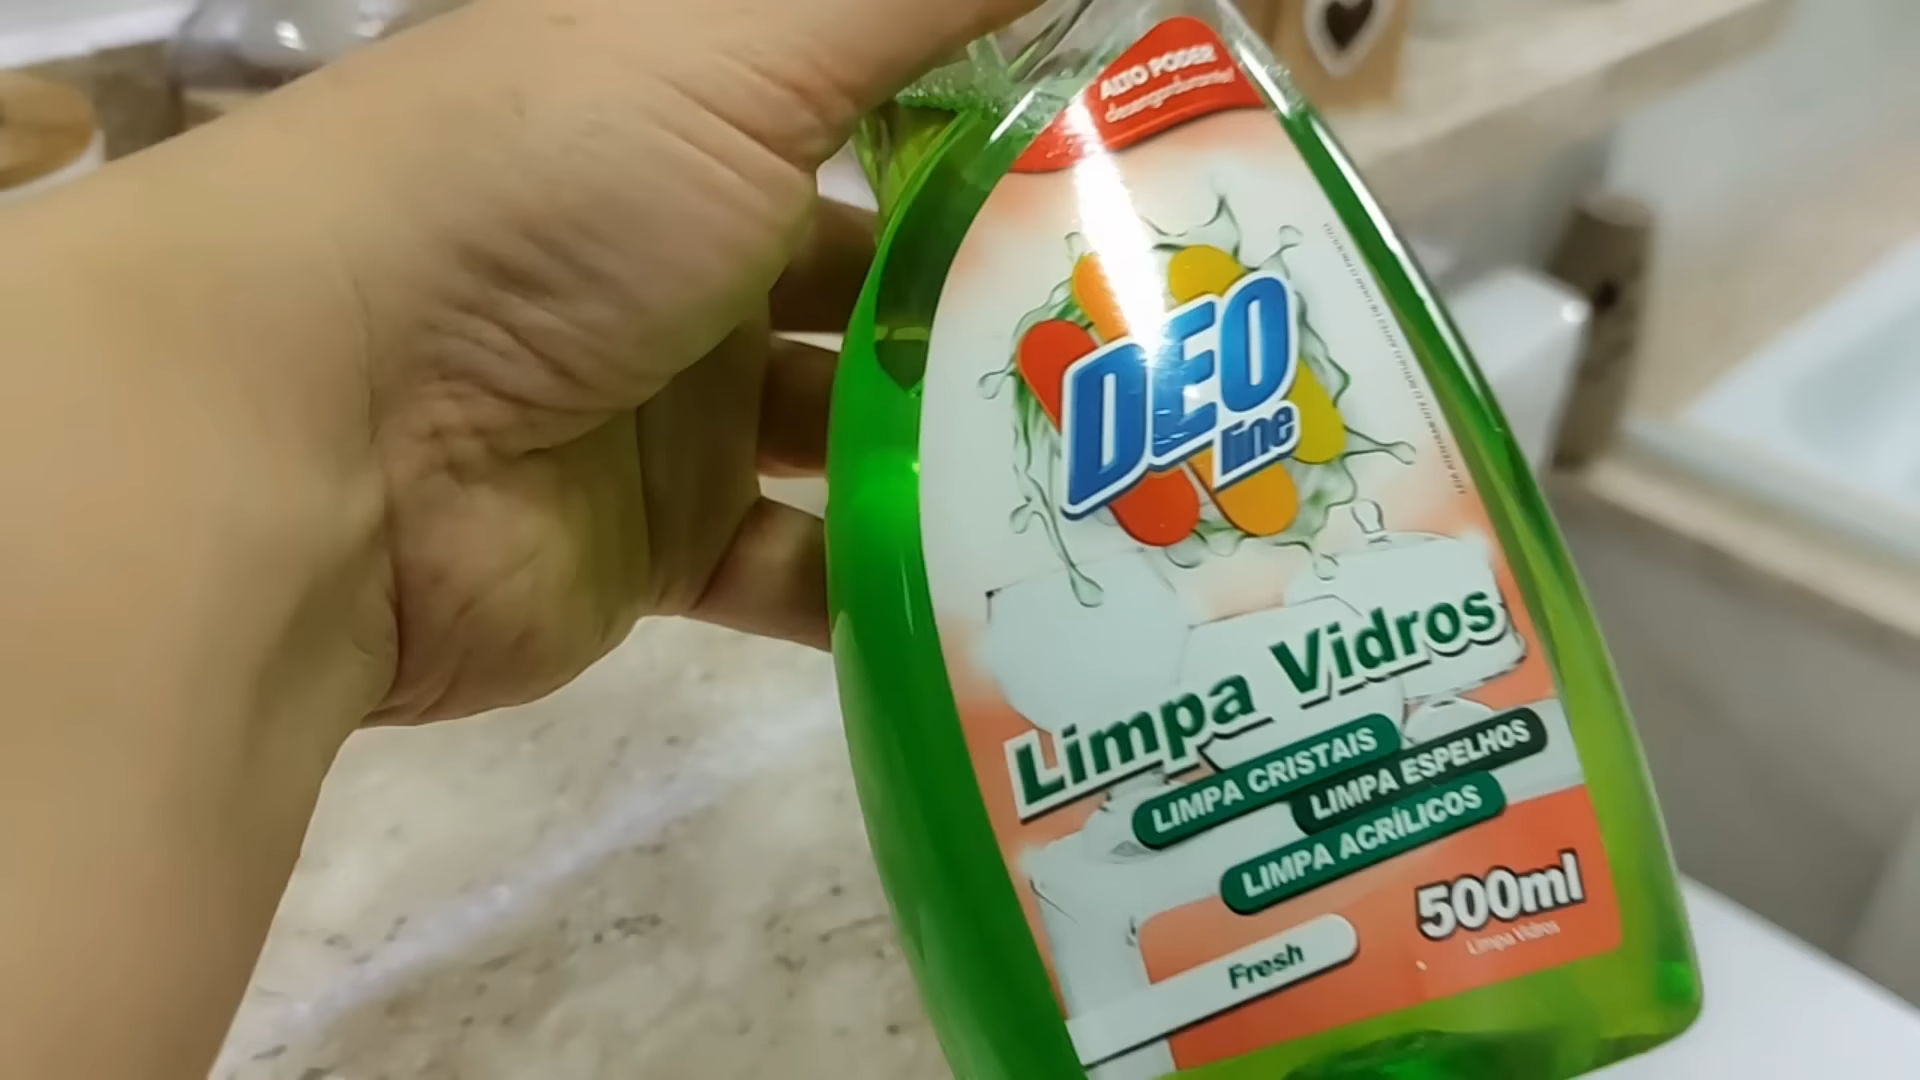 ALTO PODER
desengordurante!
DEO
line
Limpa Vidros
LIMPA CRISTAIS
LIMPA ESPELHOS
LIMPA ACRÍLICOS
500ml
Limpa Vidros
Fresh